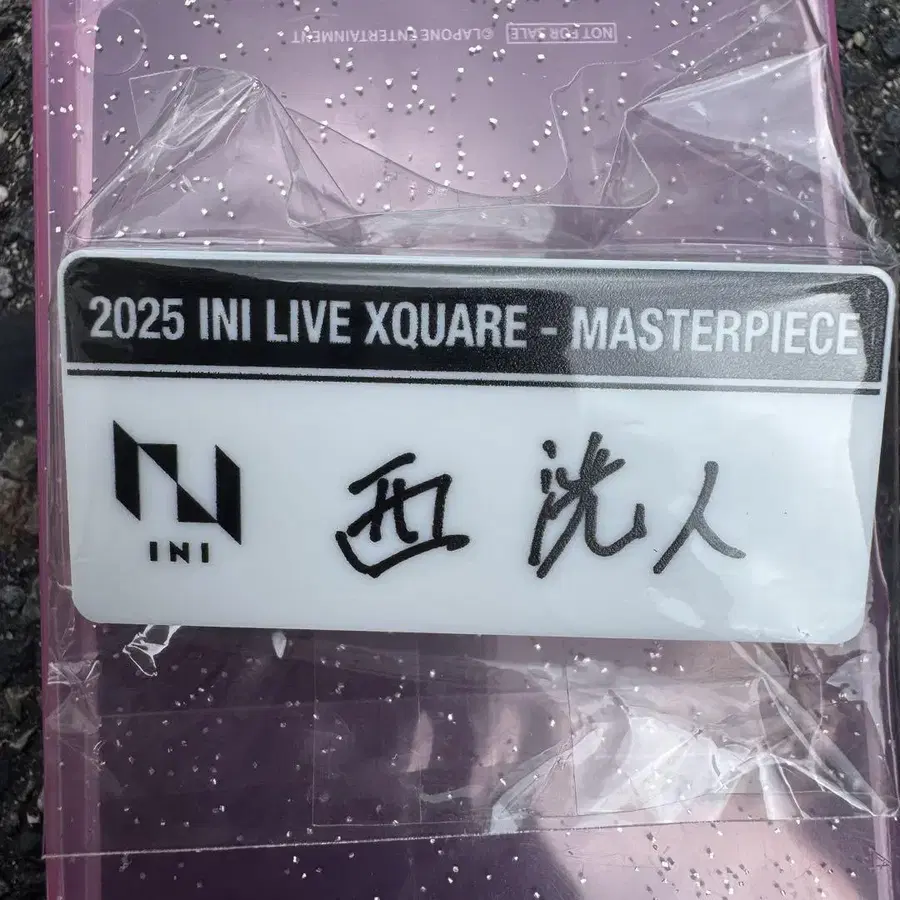 NOT FOR SALE ©LAPONE ENTERTAINMENT
2025 INI LIVE XQUARE - MASTERPIECE
INI
西 洸人